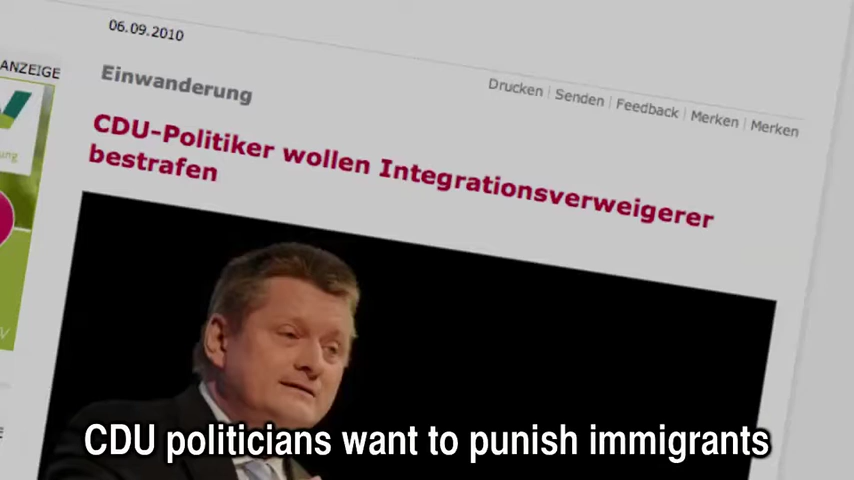 06.09.2010
ANZEIGE
Einwanderung
Drucken | Senden | Feedback | Merken | Merken
CDU-Politiker wollen Integrationsverweigerer
bestrafen
CDU politicians want to punish immigrants